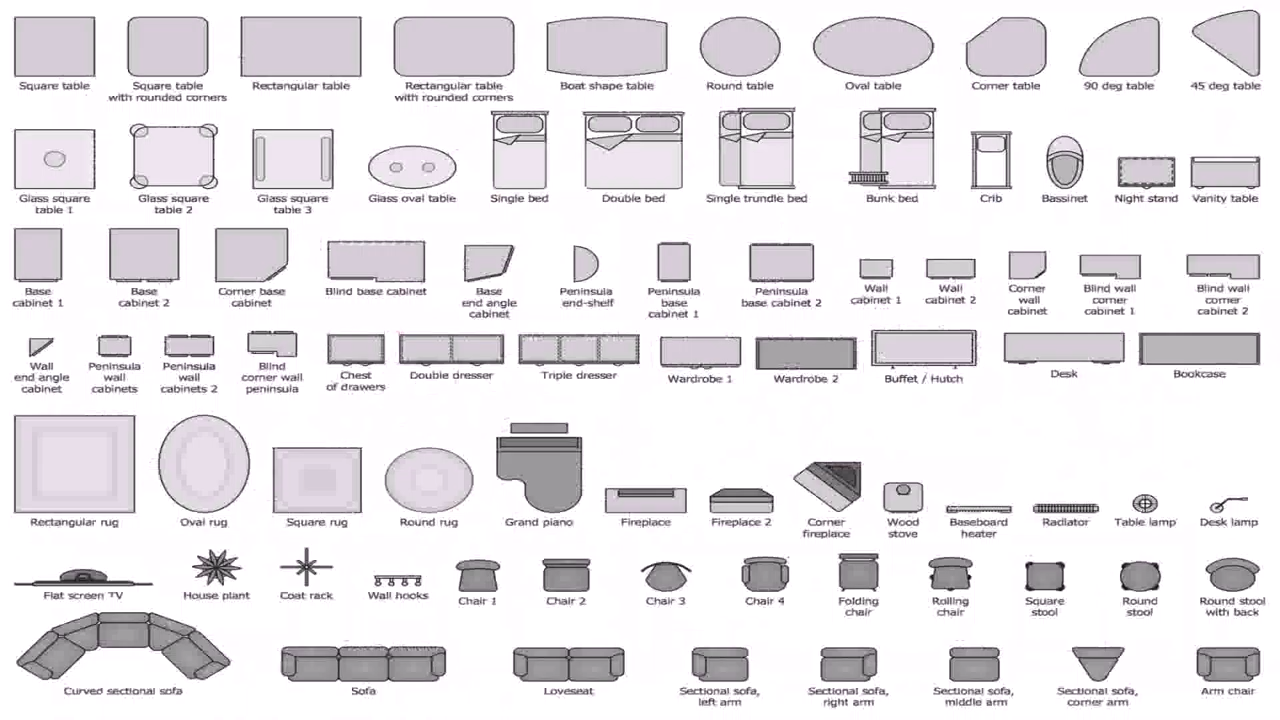 Square table
Square table
with rounded corners
Rectangular table
Rectangular table
with rounded corners
Boat shape table
Round table
Oval table
Corner table
90 deg table
45 deg table
Glass square
table 1
Glass square
table 2
Glass square
table 3
Glass oval table
Single bed
Double bed
Single trundle bed
Bunk bed
Crib
Bassinet
Night stand
Vanity table
Base
cabinet 1
Base
cabinet 2
Corner base
cabinet
Blind base cabinet
Base
end angle
cabinet
Peninsula
end-shelf
Peninsula
base
cabinet 1
Peninsula
base cabinet 2
Wall
cabinet 1
Wall
cabinet 2
Corner
wall
cabinet
Blind wall
corner
cabinet 1
Blind wall
corner
cabinet 2
Wall
end angle
cabinet
Peninsula
wall
cabinets
Peninsula
wall
cabinets 2
Blind
corner wall
peninsula
Chest
of drawers
Double dresser
Triple dresser
Wardrobe 1
Wardrobe 2
Buffet / Hutch
Desk
Bookcase
Rectangular rug
Oval rug
Square rug
Round rug
Grand piano
Fireplace
Fireplace 2
Corner
fireplace
Wood
stove
Baseboard
heater
Radiator
Table lamp
Desk lamp
Flat screen TV
House plant
Coat rack
Wall hooks
Chair 1
Chair 2
Chair 3
Chair 4
Folding
chair
Rolling
chair
Square
stool
Round
stool
Round stool
with back
Curved sectional sofa
Sofa
Loveseat
Sectional sofa,
left arm
Sectional sofa,
right arm
Sectional sofa,
middle arm
Sectional sofa,
corner arm
Arm chair